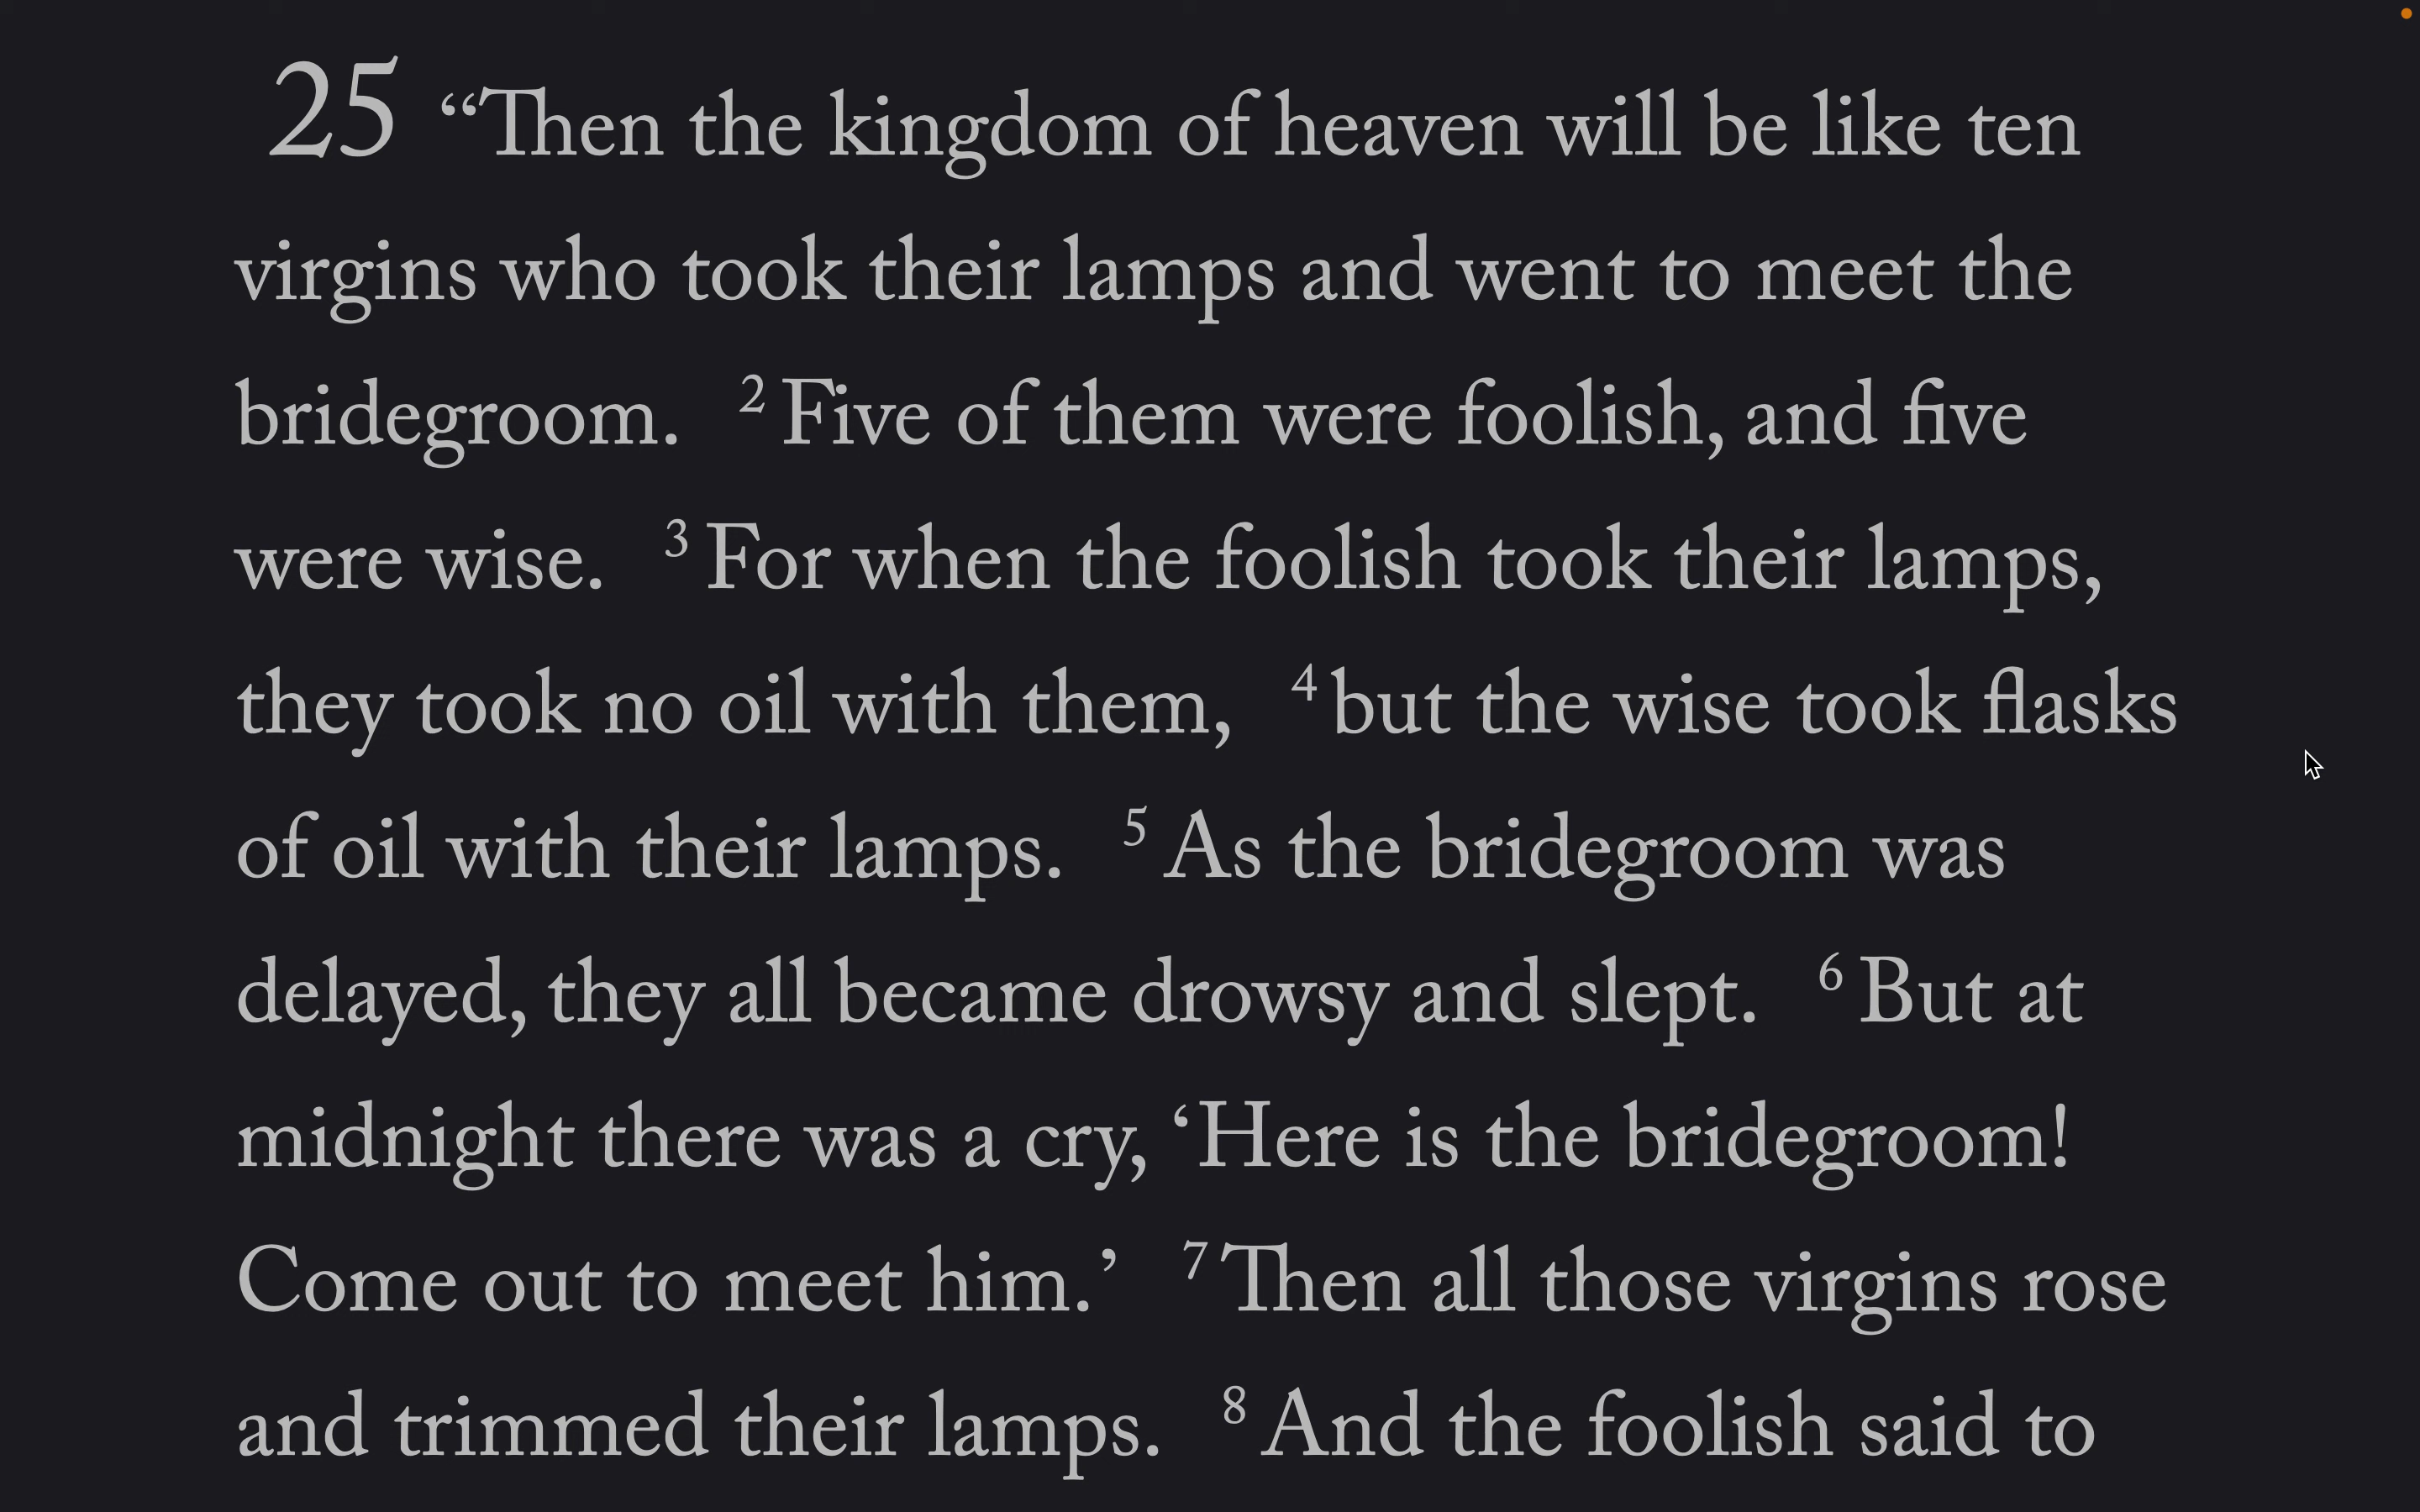 25 “Then the kingdom of heaven will be like ten
virgins who took their lamps and went to meet the
bridegroom. 2 Five of them were foolish, and five
were wise. 3 For when the foolish took their lamps,
they took no oil with them, 4 but the wise took flasks
of oil with their lamps. 5 As the bridegroom was
delayed, they all became drowsy and slept. 6 But at
midnight there was a cry, ‘Here is the bridegroom!
Come out to meet him.’ 7 Then all those virgins rose
and trimmed their lamps. 8 And the foolish said to